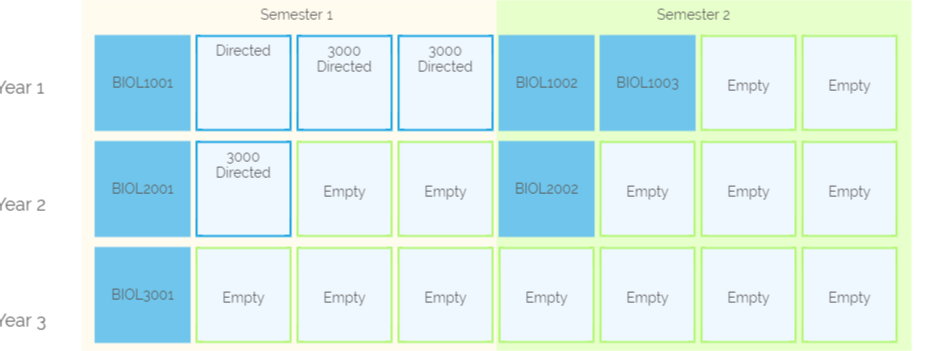 Semester 1 Semester 2
Year 1
BIOL1001 Directed 3000 3000 BIOL1002 BIOL1003 Empty Empty
Directed Directed
Year 2
BIOL2001 3000 Empty Empty BIOL2002 Empty Empty Empty
Directed
Year 3
BIOL3001 Empty Empty Empty Empty Empty Empty Empty